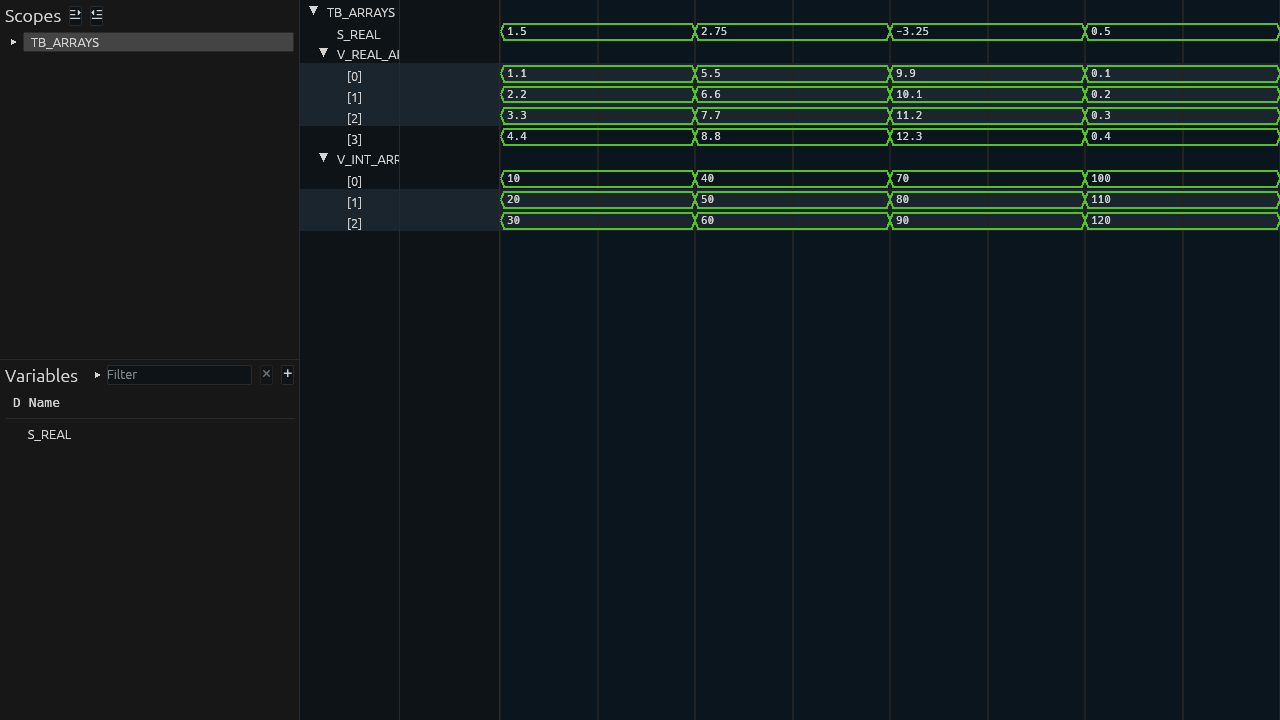 Scopes
TB_ARRAYS
Variables
Filter
D Name
S_REAL
TB_ARRAYS
S_REAL 1.5 2.75 -3.25 0.5
V_REAL_AR
[0] 1.1 5.5 9.9 0.1
[1] 2.2 6.6 10.1 0.2
[2] 3.3 7.7 11.2 0.3
[3] 4.4 8.8 12.3 0.4
V_INT_ARR
[0] 10 40 70 100
[1] 20 50 80 110
[2] 30 60 90 120